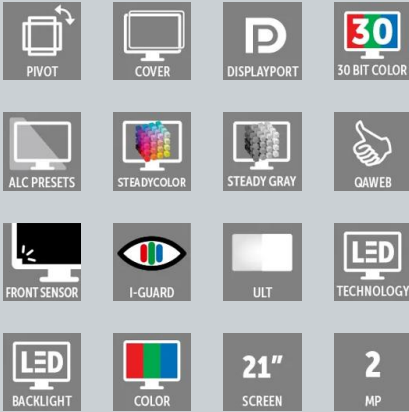 PIVOT
COVER
DISPLAYPORT
30
30 BIT COLOR
ALC PRESETS
STEADYCOLOR
STEADY GRAY
QAWEB
FRONT SENSOR
I-GUARD
ULT
LED
TECHNOLOGY
LED
BACKLIGHT
COLOR
21"
SCREEN
2
MP